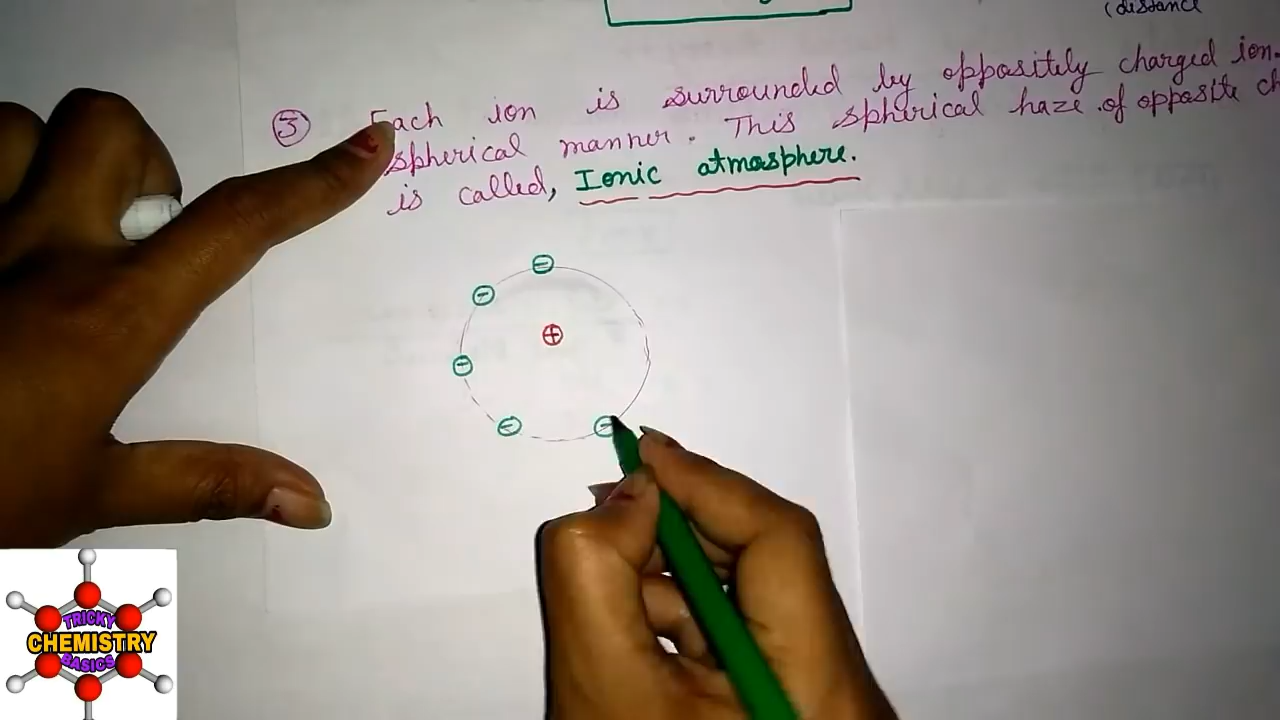 (distance
③ Each ion is surrounded by oppositely charged ion.
spherical manner. This spherical haze of opposite
is called, Ionic atmosphere.
⊖
⊖
⊕
⊖
⊖ ⊖
TRICKY
CHEMISTRY
BASICS